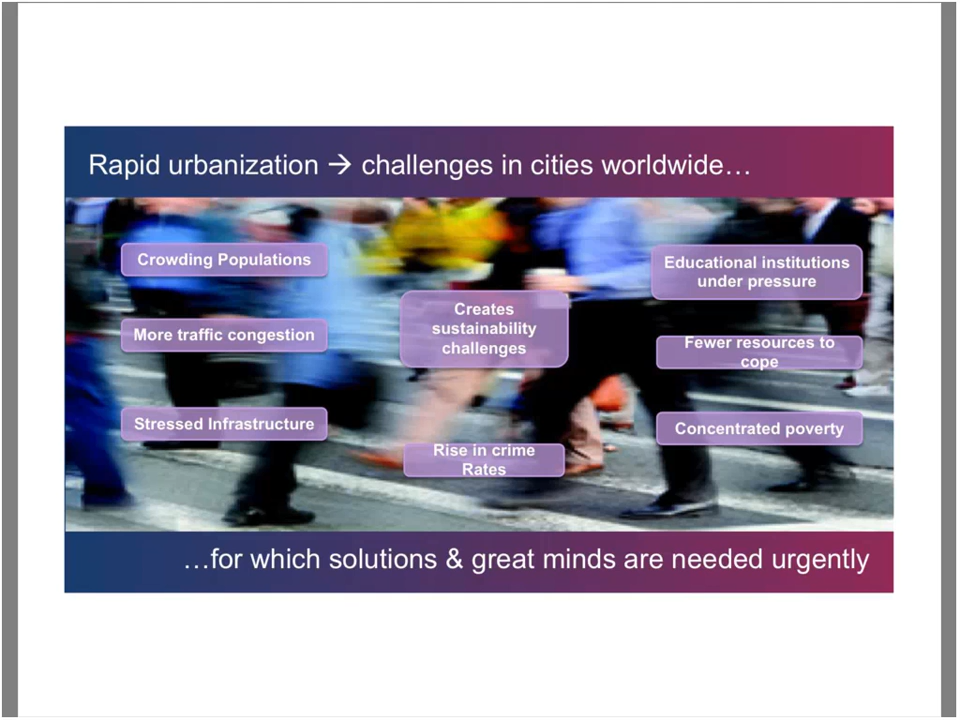 Rapid urbanization → challenges in cities worldwide…
Crowding Populations
More traffic congestion
Stressed Infrastructure
Creates
sustainability
challenges
Rise in crime
Rates
Educational institutions
under pressure
Fewer resources to
cope
Concentrated poverty
…for which solutions & great minds are needed urgently